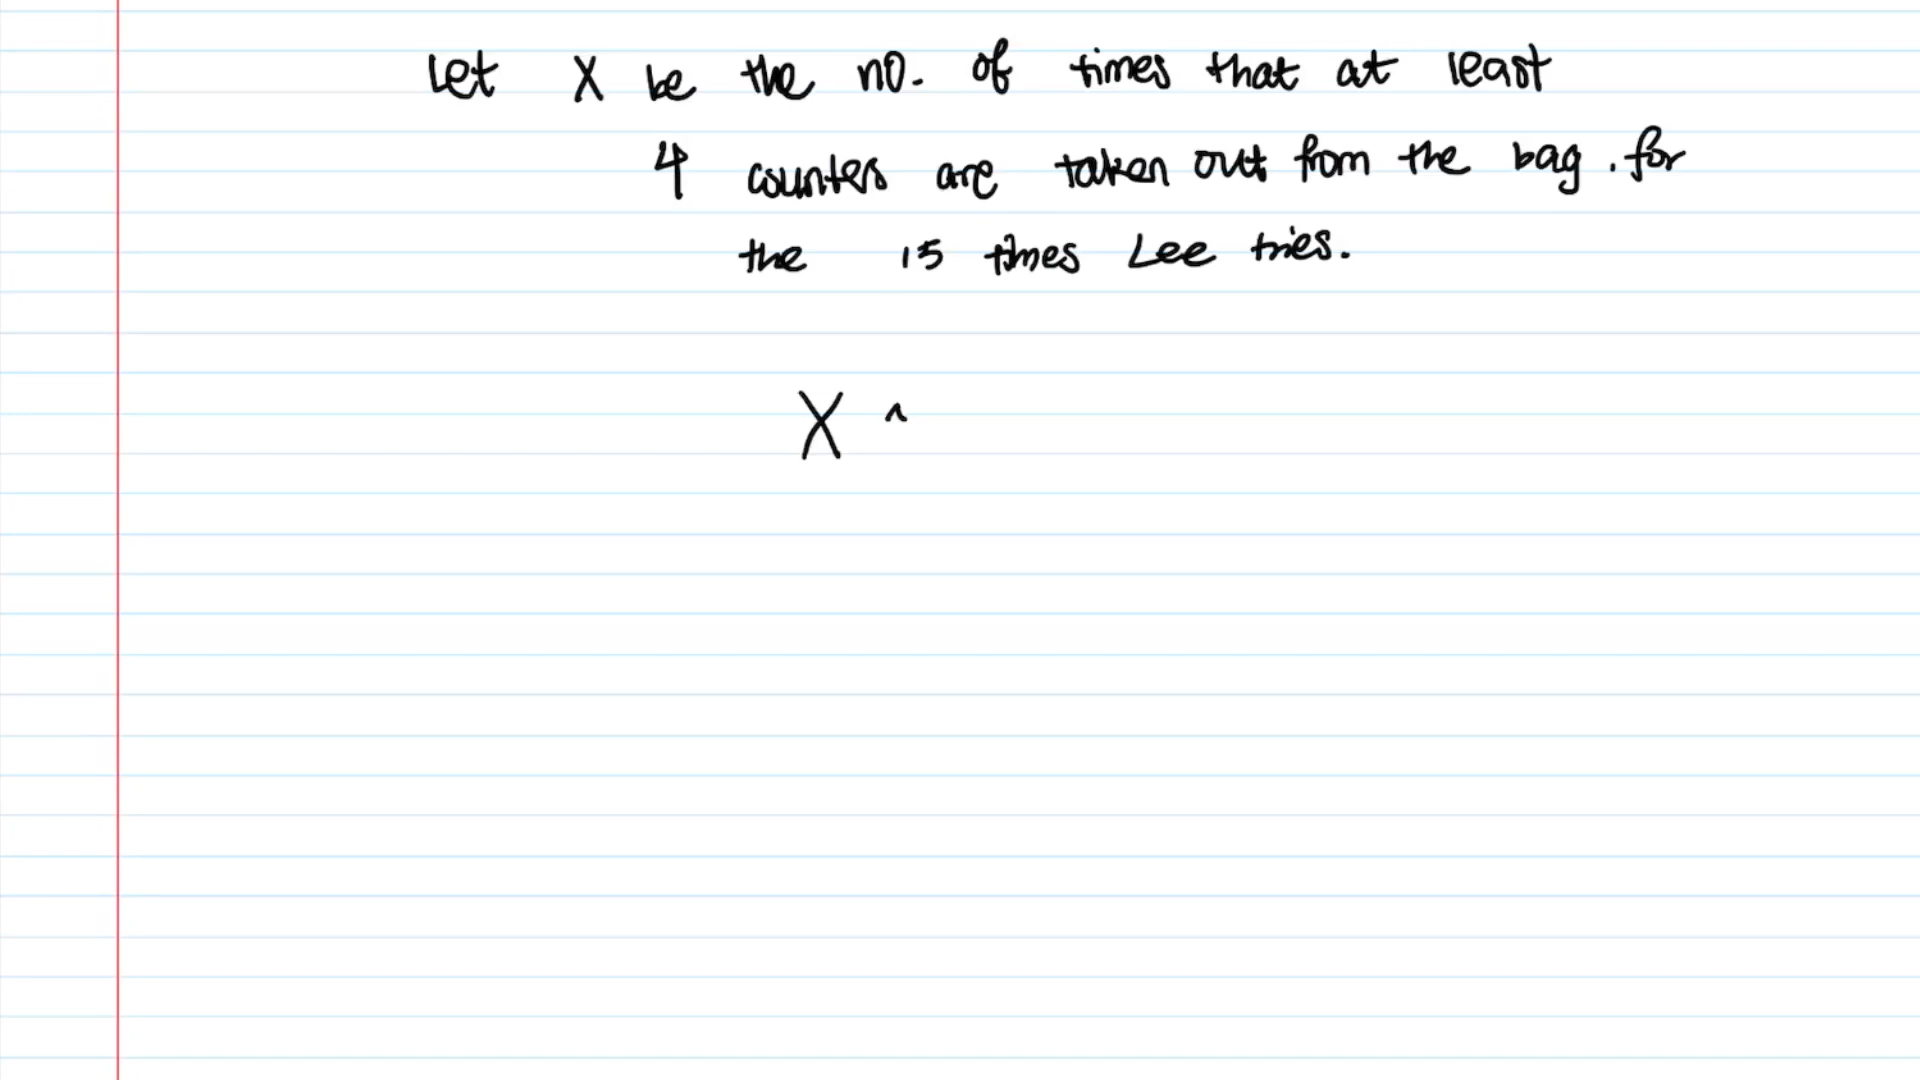 Let X be the no. of times that at least
4 counters are taken out from the bag . for
the 15 times Lee tries.
X ~